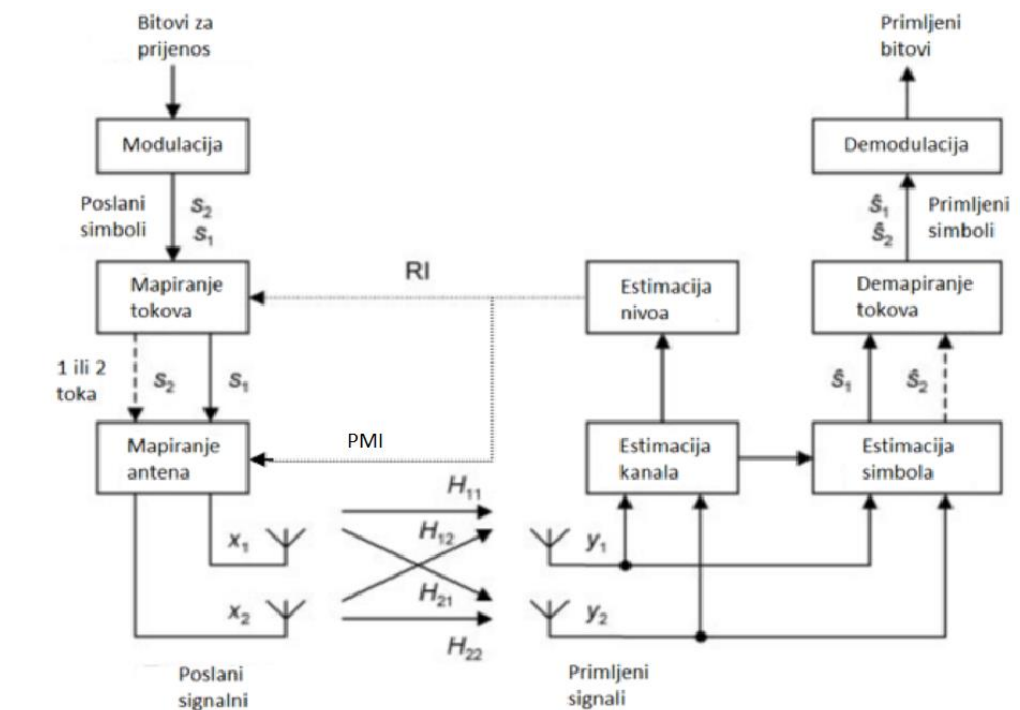 Bitovi za
prijenos
Primljeni
bitovi
Modulacija
Demodulacija
Poslani
simboli
s₂
s₁
ŝ₁
ŝ₂
Primljeni
simboli
Mapiranje
tokova
RI
Estimacija
nivoa
Demapiranje
tokova
1 ili 2
toka
s₂
s₁
ŝ₁
ŝ₂
Mapiranje
antena
PMI
Estimacija
kanala
Estimacija
simbola
H₁₁
x₁
H₁₂
y₁
H₂₁
x₂
y₂
H₂₂
Poslani
signalni
Primljeni
signali